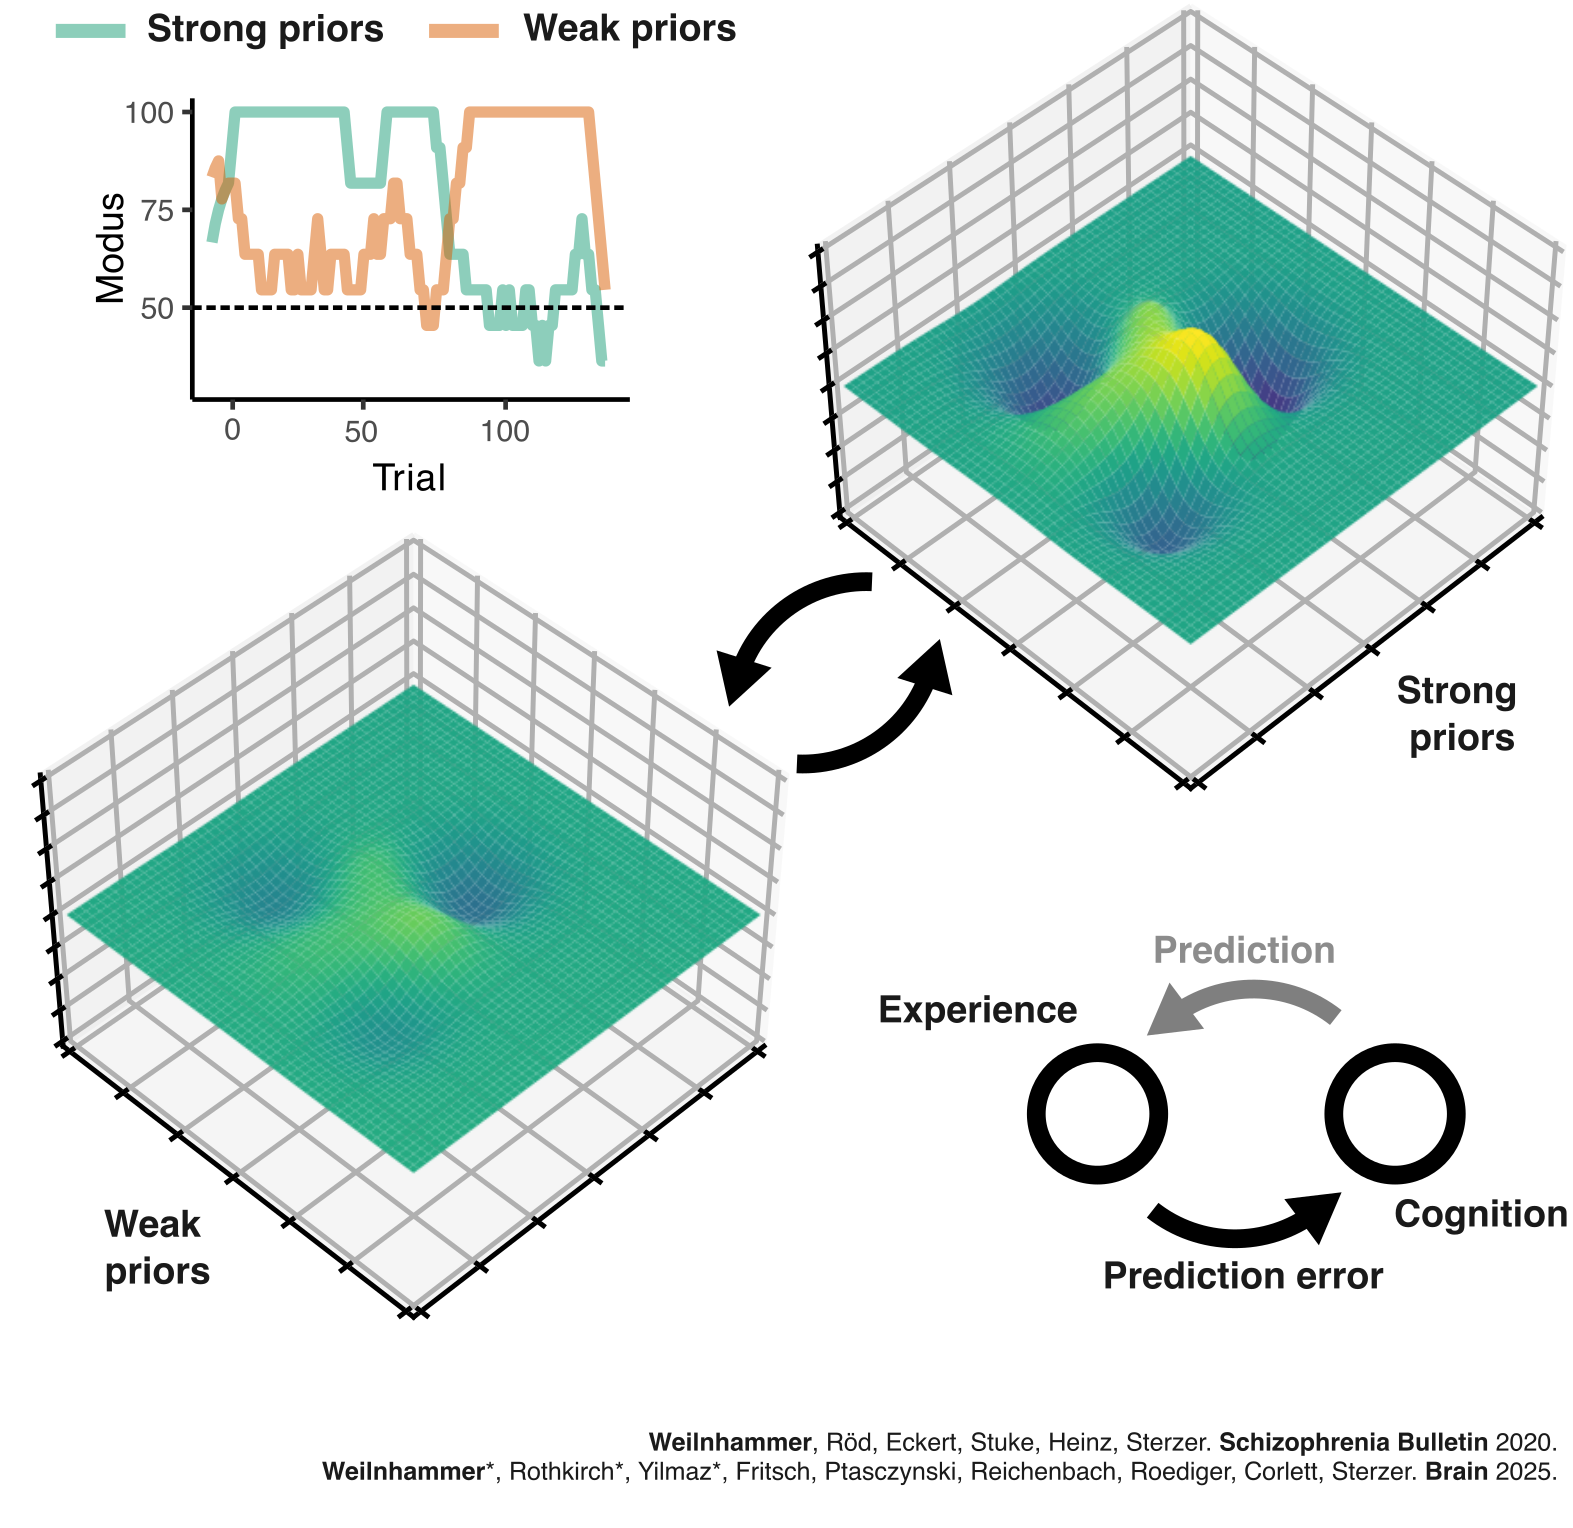 Strong priors
Weak priors
100
75
50
Modus
0
50
100
Trial
Strong
priors
Weak
priors
Prediction
Experience
Cognition
Prediction error
Weilnhammer, Röd, Eckert, Stuke, Heinz, Sterzer. Schizophrenia Bulletin 2020.
Weilnhammer*, Rothkirch*, Yilmaz*, Fritsch, Ptasczynski, Reichenbach, Roediger, Corlett, Sterzer. Brain 2025.